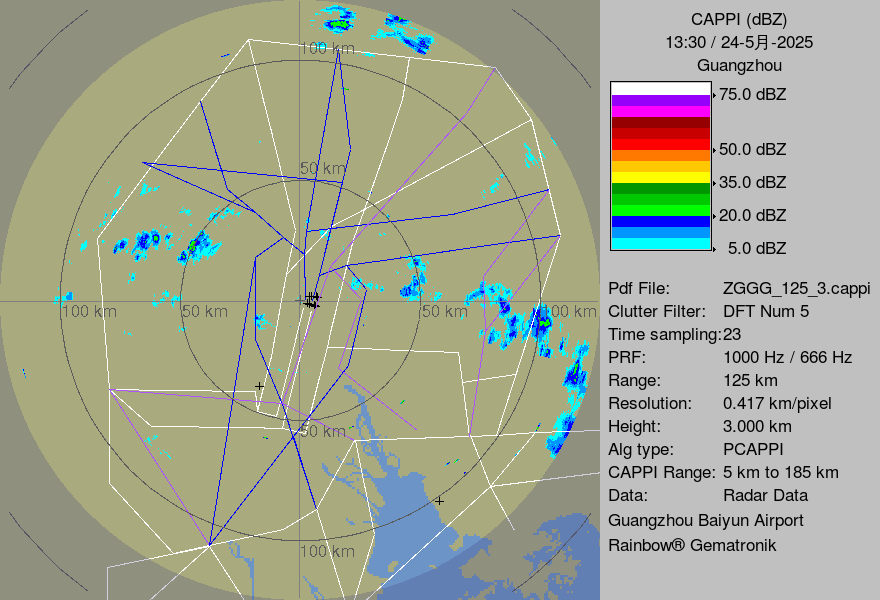 100 km
50 km
100 km
50 km
50 km
100 km
50 km
100 km
CAPPI (dBZ)
13:30 / 24-5月-2025
Guangzhou
75.0 dBZ
50.0 dBZ
35.0 dBZ
20.0 dBZ
5.0 dBZ
Pdf File: ZGGG_125_3.cappi
Clutter Filter: DFT Num 5
Time sampling:23
PRF: 1000 Hz / 666 Hz
Range: 125 km
Resolution: 0.417 km/pixel
Height: 3.000 km
Alg type: PCAPPI
CAPPI Range: 5 km to 185 km
Data: Radar Data
Guangzhou Baiyun Airport
Rainbow® Gematronik